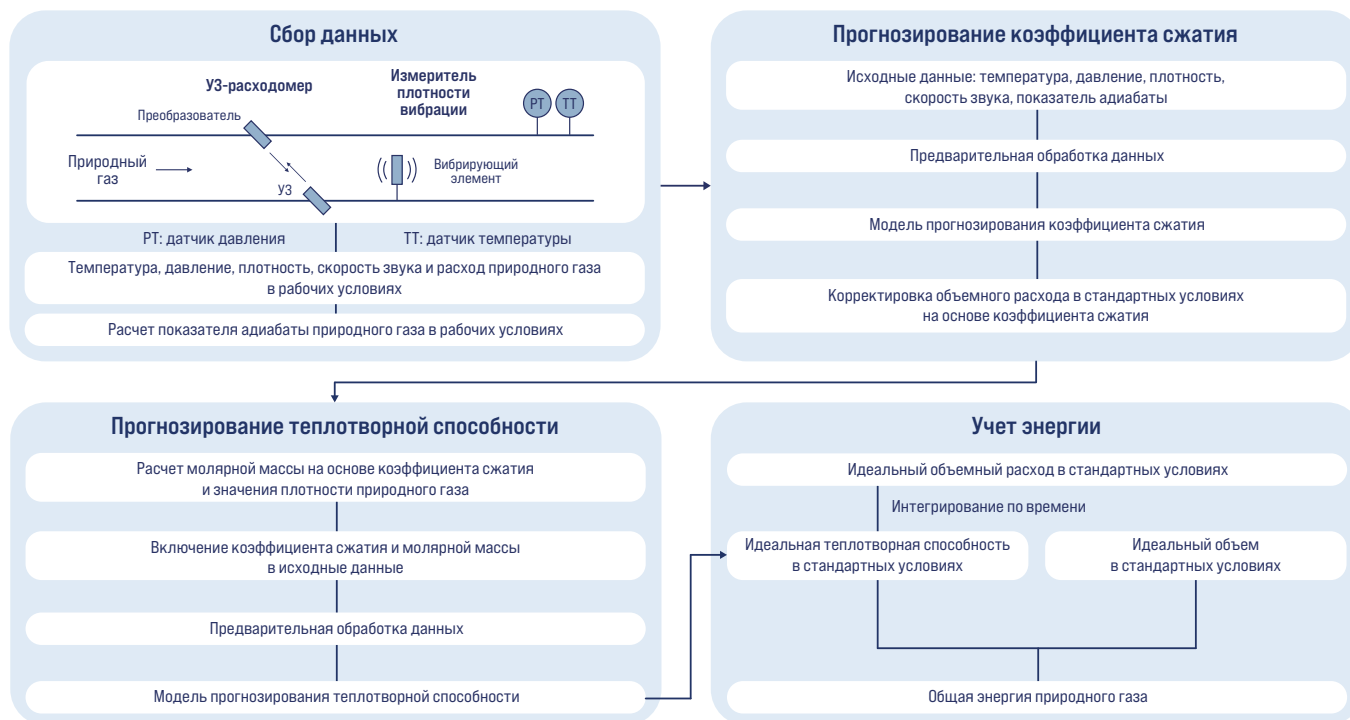 Сбор данных
УЗ-расходомер
Измеритель
плотности
вибрации
PT
TT
Преобразователь
Природный
газ
УЗ
Вибрирующий
элемент
PT: датчик давления
TT: датчик температуры
Температура, давление, плотность, скорость звука и расход природного газа
в рабочих условиях
Расчет показателя адиабаты природного газа в рабочих условиях
Прогнозирование коэффициента сжатия
Исходные данные: температура, давление, плотность,
скорость звука, показатель адиабаты
Предварительная обработка данных
Модель прогнозирования коэффициента сжатия
Корректировка объемного расхода в стандартных условиях
на основе коэффициента сжатия
Прогнозирование теплотворной способности
Расчет молярной массы на основе коэффициента сжатия
и значения плотности природного газа
Включение коэффициента сжатия и молярной массы
в исходные данные
Предварительная обработка данных
Модель прогнозирования теплотворной способности
Учет энергии
Идеальный объемный расход в стандартных условиях
Интегрирование по времени
Идеальная теплотворная способность
в стандартных условиях
Идеальный объем
в стандартных условиях
Общая энергия природного газа